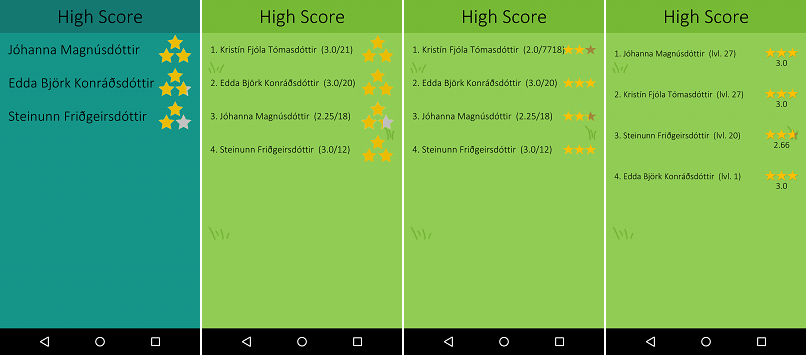 High Score
Jóhanna Magnúsdóttir
Edda Björk Konráðsdóttir
Steinunn Friðgeirsdóttir
High Score
1. Kristín Fjóla Tómasdóttir (3.0/21)
2. Edda Björk Konráðsdóttir (3.0/20)
3. Jóhanna Magnúsdóttir (2.25/18)
4. Steinunn Friðgeirsdóttir (3.0/12)
High Score
1. Kristín Fjóla Tómasdóttir (2.0/7718)
2. Edda Björk Konráðsdóttir (3.0/20)
3. Jóhanna Magnúsdóttir (2.25/18)
4. Steinunn Friðgeirsdóttir (3.0/12)
High Score
1. Jóhanna Magnúsdóttir (lvl. 27)
3.0
2. Kristín Fjóla Tómasdóttir (lvl. 27)
3.0
3. Steinunn Friðgeirsdóttir (lvl. 20)
2.66
4. Edda Björk Konráðsdóttir (lvl. 1)
3.0